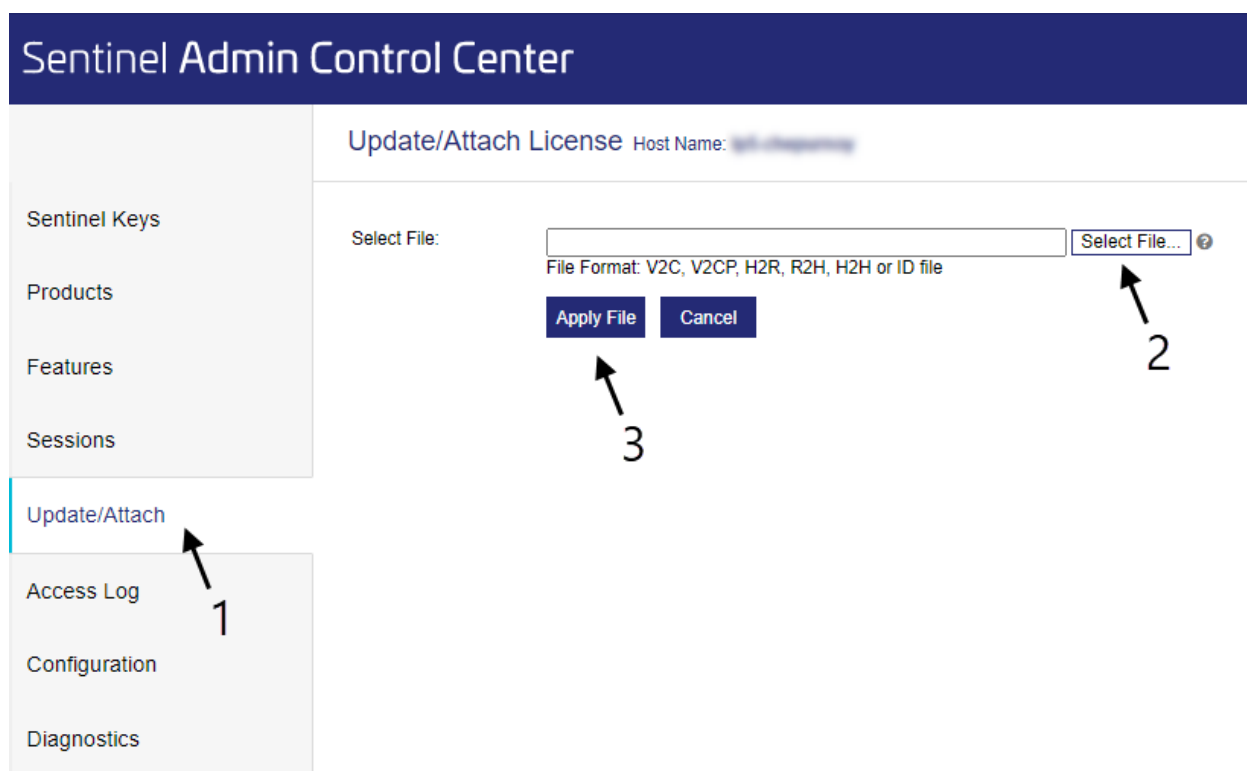 Sentinel Admin Control Center
Update/Attach License Host Name:
Sentinel Keys
Products
Features
Sessions
Update/Attach
Access Log
Configuration
Diagnostics
Select File:
Select File... ?
File Format: V2C, V2CP, H2R, R2H, H2H or ID file
Apply File Cancel
1
2
3